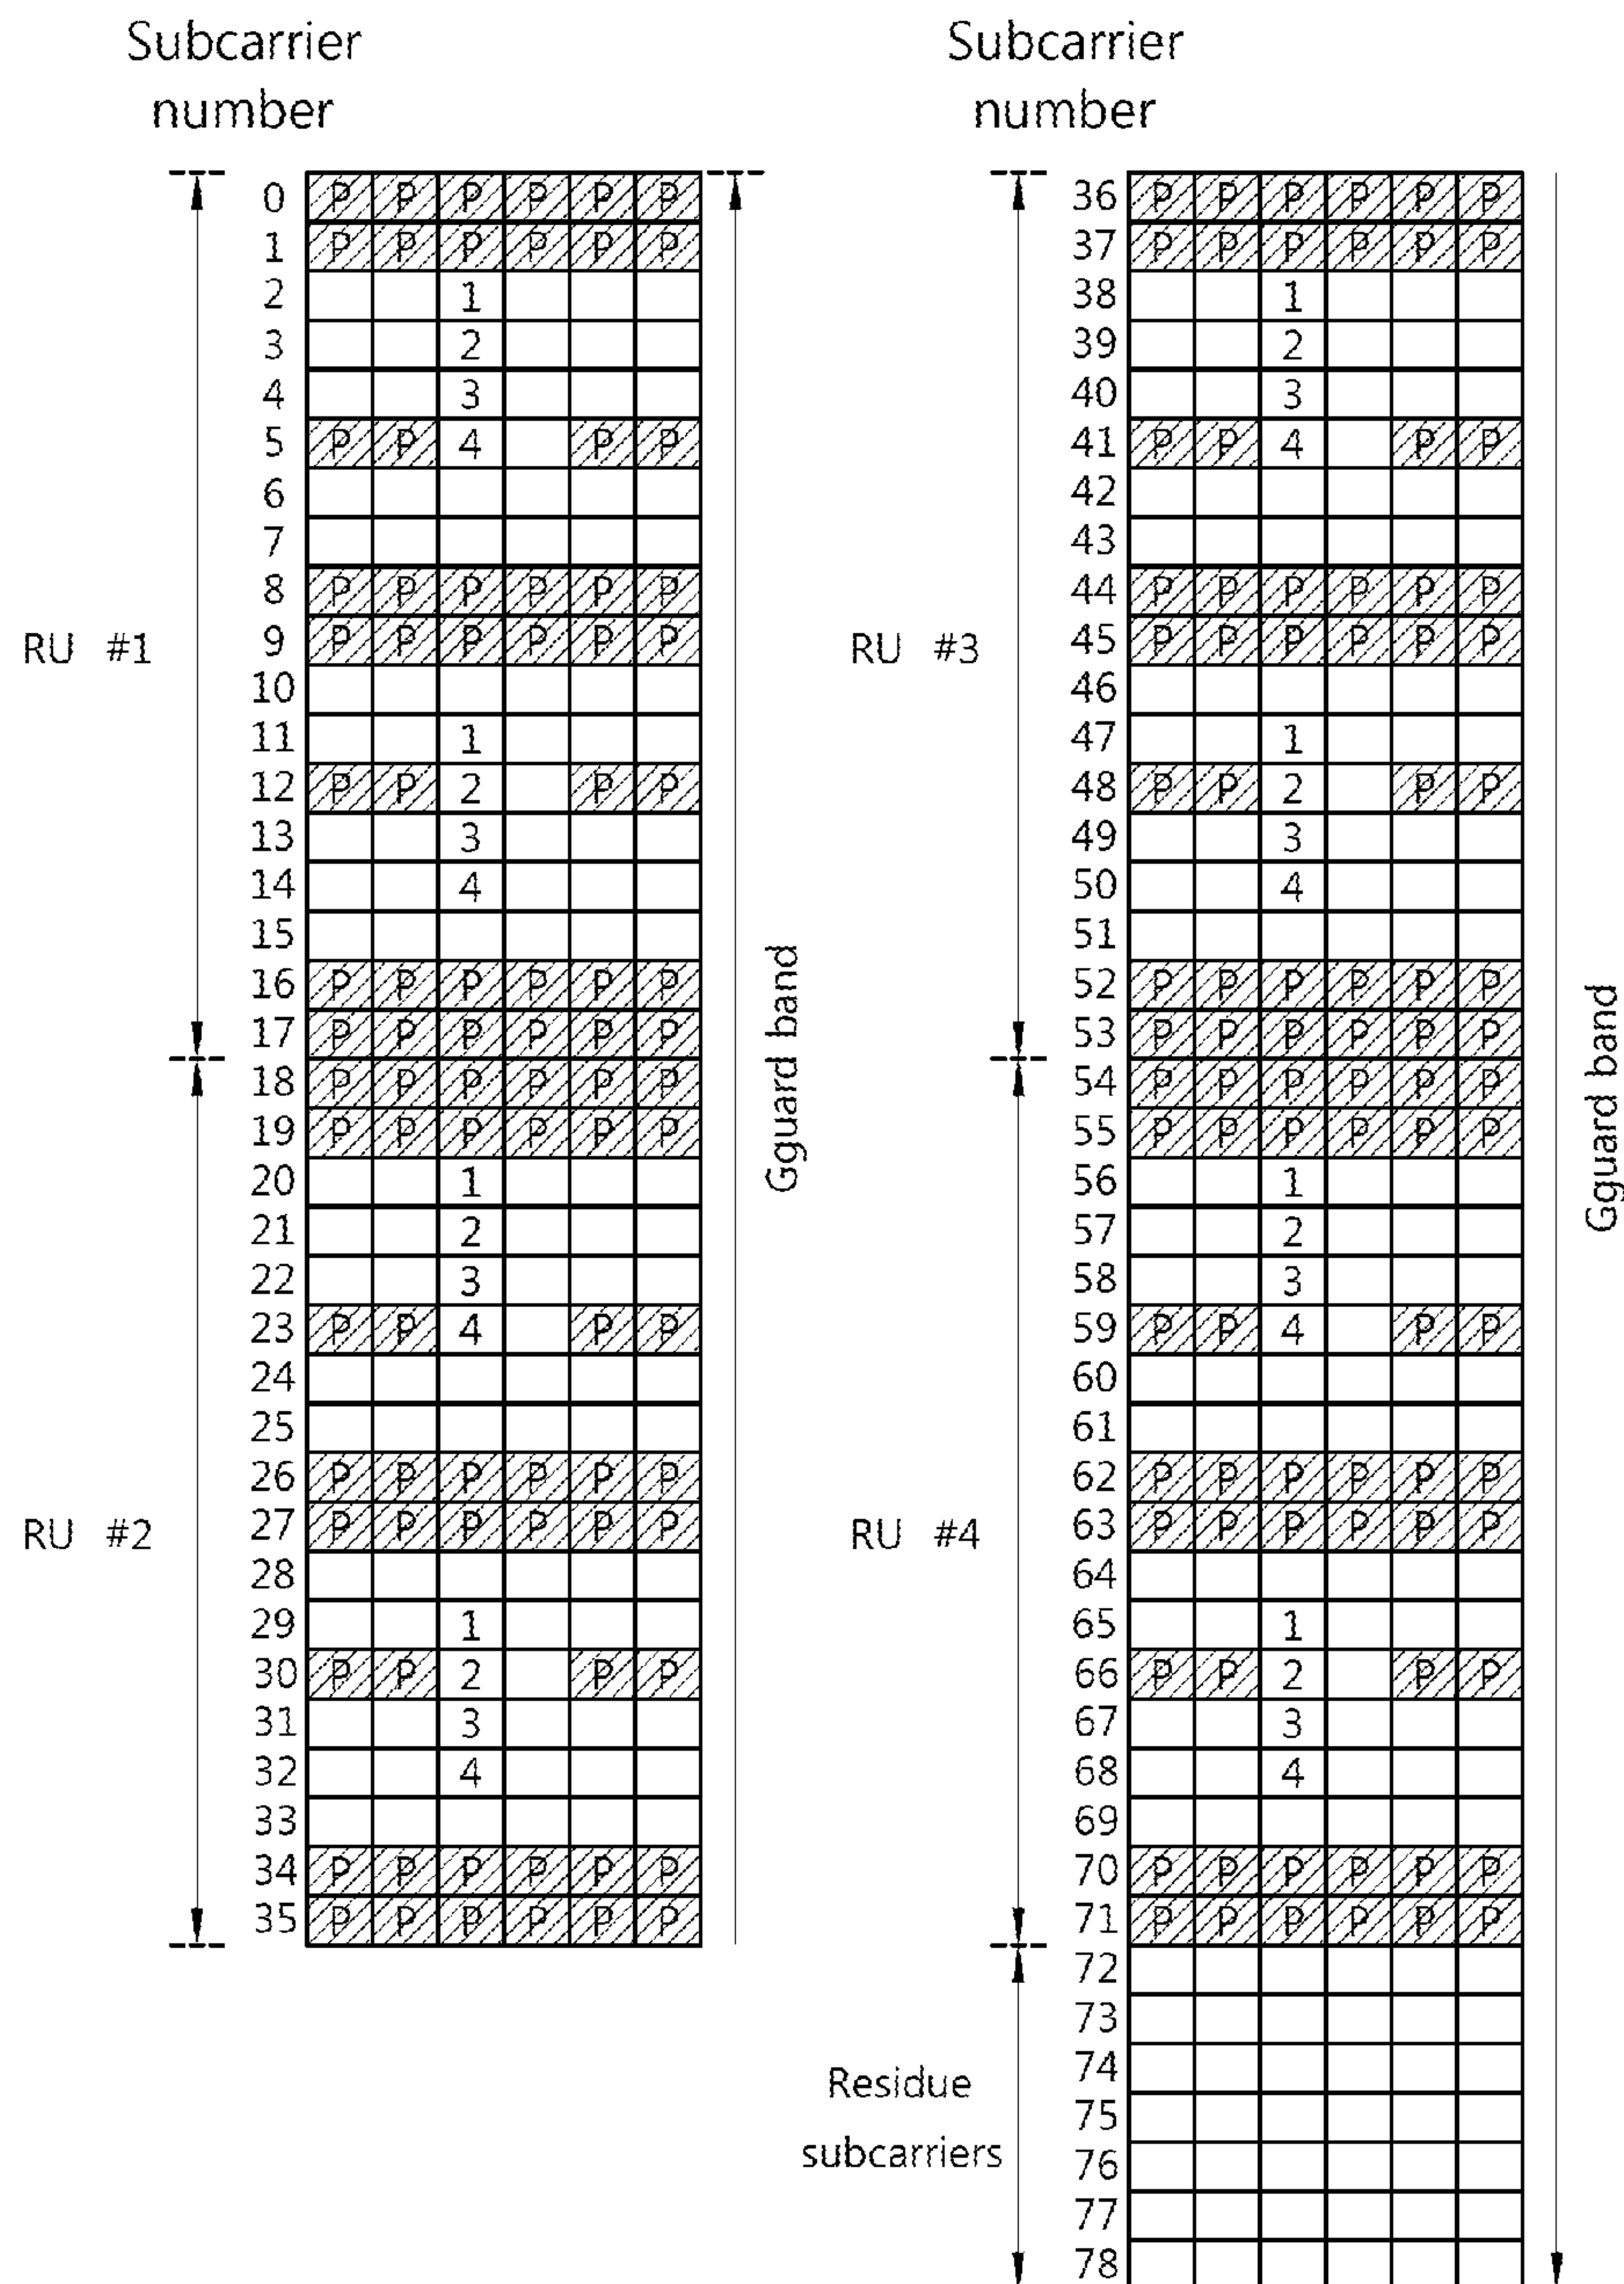 Subcarrier
number
0 P P P P P P
1 P P P P P P
2 1
3 2
4 3
5 P P 4 P P
6
7
8 P P P P P P
RU #1
9 P P P P P P
10
11 1
12 P P 2 P P
13 3
14 4
15
16 P P P P P P
17 P P P P P P
18 P P P P P P
19 P P P P P P
20 1
21 2
22 3
23 P P 4 P P
24
25
26 P P P P P P
RU #2
27 P P P P P P
28
29 1
30 P P 2 P P
31 3
32 4
33
34 P P P P P P
35 P P P P P P
Gguard band
Subcarrier
number
36 P P P P P P
37 P P P P P P
38 1
39 2
40 3
41 P P 4 P P
42
43
44 P P P P P P
RU #3
45 P P P P P P
46
47 1
48 P P 2 P P
49 3
50 4
51
52 P P P P P P
53 P P P P P P
54 P P P P P P
55 P P P P P P
56 1
57 2
58 3
59 P P 4 P P
60
61
62 P P P P P P
RU #4
63 P P P P P P
64
65 1
66 P P 2 P P
67 3
68 4
69
70 P P P P P P
71 P P P P P P
72
73
74
75
76
77
78
Residue
subcarriers
Gguard band